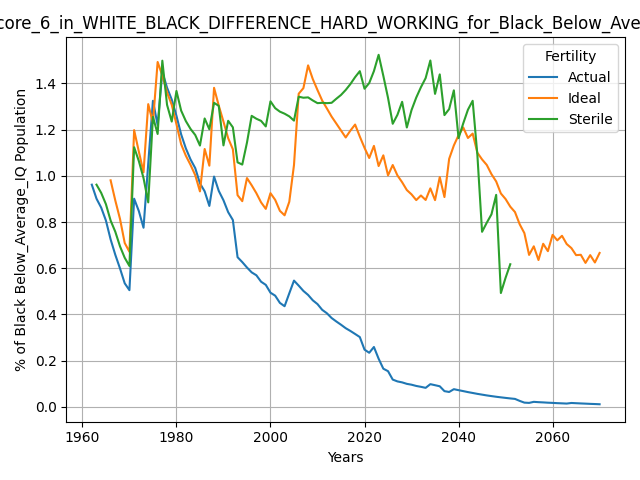 core_6_in_WHITE_BLACK_DIFFERENCE_HARD_WORKING_for_Black_Below_Ave
Fertility
Actual
Ideal
Sterile
% of Black Below_Average_IQ Population
1.4
1.2
1.0
0.8
0.6
0.4
0.2
0.0
1960 1980 2000 2020 2040 2060
Years